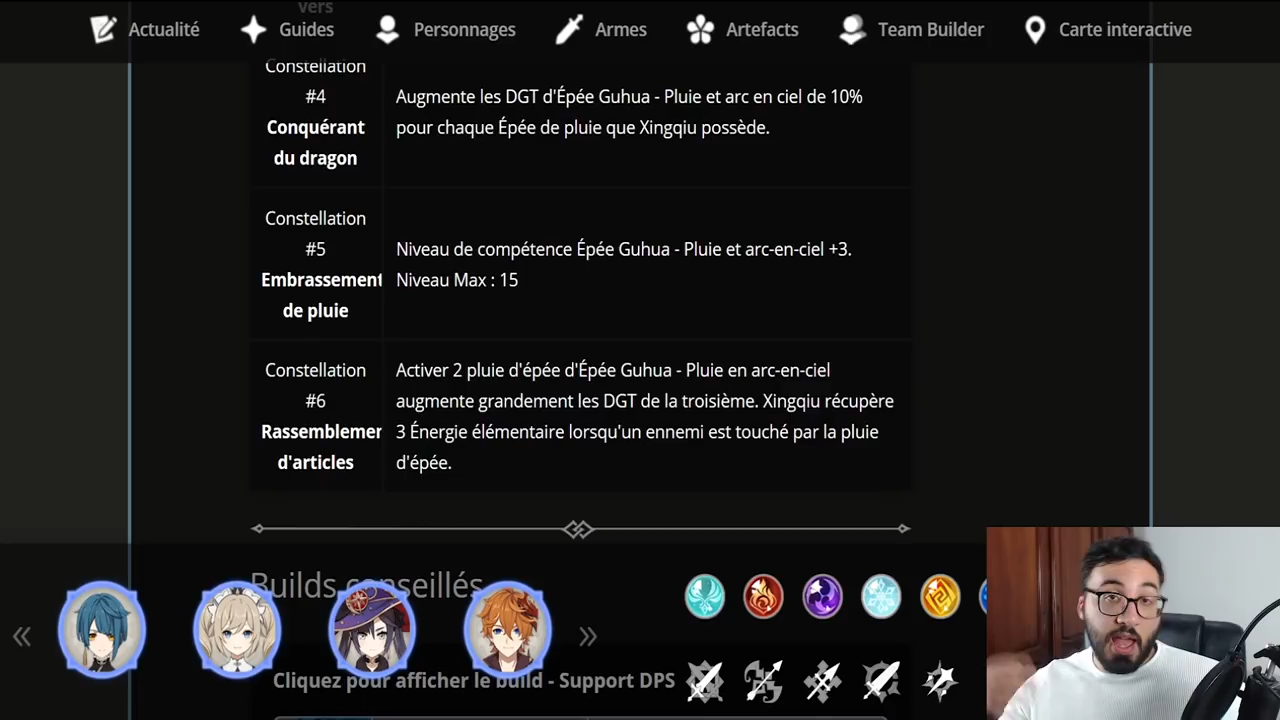 vers
Actualité Guides Personnages Armes Artefacts Team Builder Carte interactive
Constellation
#4
Conquérant
du dragon
Augmente les DGT d'Épée Guhua - Pluie et arc en ciel de 10%
pour chaque Épée de pluie que Xingqiu possède.
Constellation
#5
Embrassement
de pluie
Niveau de compétence Épée Guhua - Pluie et arc-en-ciel +3.
Niveau Max : 15
Constellation
#6
Rassemblemer
d'articles
Activer 2 pluie d'épée d'Épée Guhua - Pluie en arc-en-ciel
augmente grandement les DGT de la troisième. Xingqiu récupère
3 Énergie élémentaire lorsqu'un ennemi est touché par la pluie
d'épée.
Builds conseillés
Cliquez pour afficher le build - Support DPS